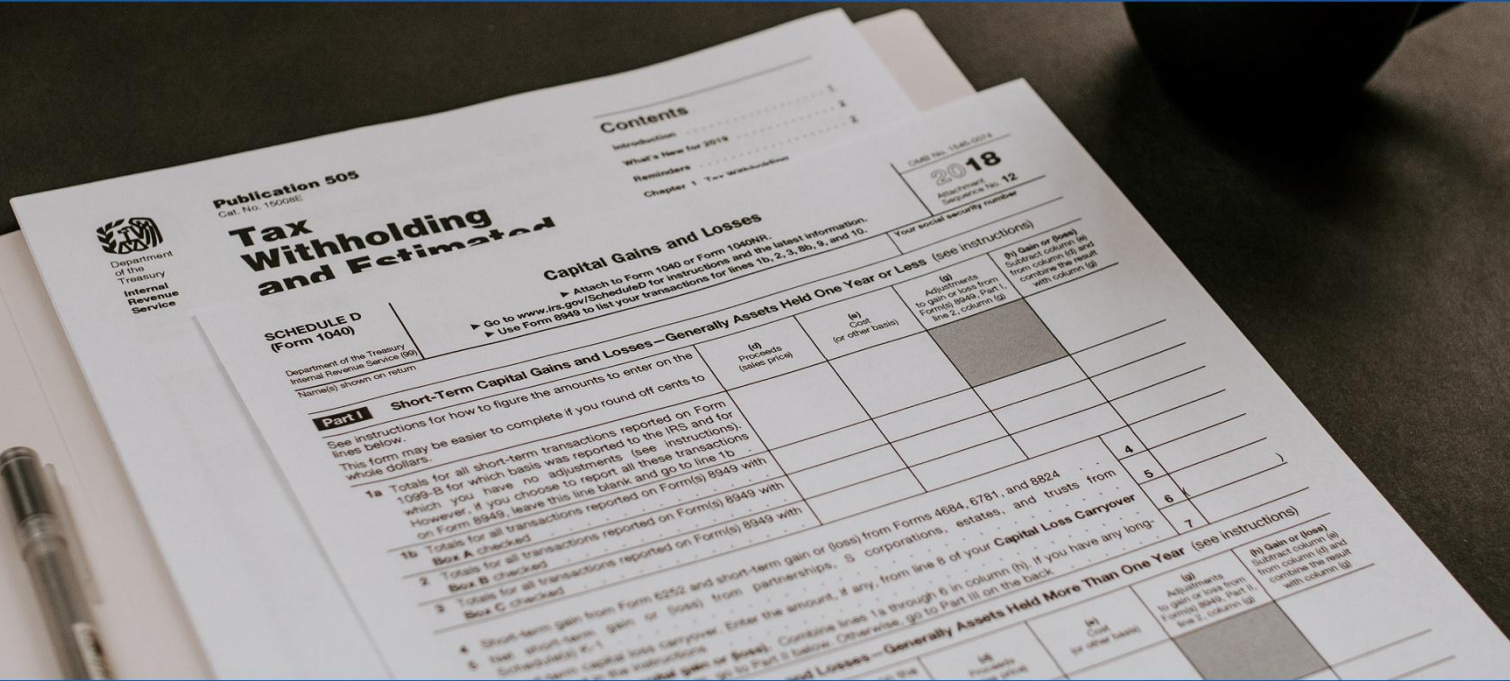 Publication 505
Cat. No. 15008E
Tax
Withholding
and Estimated
Department
of the
Treasury
Internal
Revenue
Service
Contents
Introduction
What's New for 2019
Reminders
Chapter 1. Tax Withholding
1
2
2
SCHEDULE D
(Form 1040)
Department of the Treasury
Internal Revenue Service (99)
Name(s) shown on return
Capital Gains and Losses
► Attach to Form 1040 or Form 1040NR.
► Go to www.irs.gov/ScheduleD for instructions and the latest information.
► Use Form 8949 to list your transactions for lines 1b, 2, 3, 8b, 9, and 10.
OMB No. 1545-0074
2018
Attachment
Sequence No. 12
Your social security number
Part I Short-Term Capital Gains and Losses—Generally Assets Held One Year or Less (see instructions)
See instructions for how to figure the amounts to enter on the
lines below.
This form may be easier to complete if you round off cents to
whole dollars.
(d)
Proceeds
(sales price)
(e)
Cost
(or other basis)
(g)
Adjustments
to gain or loss from
Form(s) 8949, Part I,
line 2, column (g)
(h) Gain or (loss)
Subtract column (e)
from column (d) and
combine the result
with column (g)
1a Totals for all short-term transactions reported on Form
1099-B for which basis was reported to the IRS and for
which you have no adjustments (see instructions).
However, if you choose to report all these transactions
on Form 8949, leave this line blank and go to line 1b
1b Totals for all transactions reported on Form(s) 8949 with
Box A checked
2 Totals for all transactions reported on Form(s) 8949 with
Box B checked
3 Totals for all transactions reported on Form(s) 8949 with
Box C checked
4 Short-term gain from Form 6252 and short-term gain or (loss) from Forms 4684, 6781, and 8824 4
5 Net short-term gain or (loss) from partnerships, S corporations, estates, and trusts from
Schedule(s) K-1 5
capital loss carryover. Enter the amount, if any, from line 8 of your Capital Loss Carryover
in the instructions 6 ( )
capital gain or (loss). Combine lines 1a through 6 in column (h). If you have any long-
go to Part II below. Otherwise, go to Part III on the back 7
and Losses—Generally Assets Held More Than One Year (see instructions)
(d)
Proceeds
price)
(e)
Cost
(or other basis)
(g)
Adjustments
to gain or loss from
Form(s) 8949, Part II,
line 2, column (g)
(h) Gain or (loss)
Subtract column (e)
from column (d) and
combine the result
with column (g)